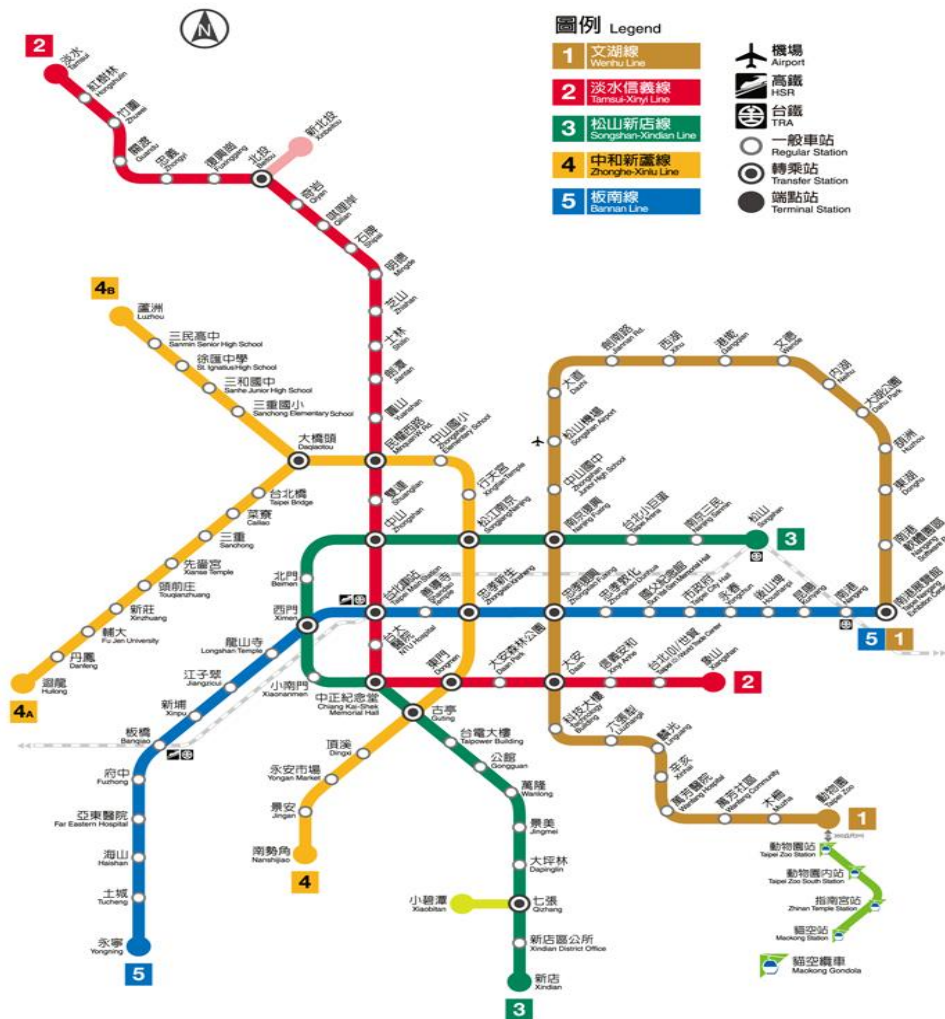 N
圖例 Legend
1 文湖線
Wenhu Line
2 淡水信義線
Tamsui-Xinyi Line
3 松山新店線
Songshan-Xindian Line
4 中和新蘆線
Zhonghe-Xinlu Line
5 板南線
Bannan Line
機場
Airport
高鐵
HSR
台鐵
TRA
一般車站
Regular Station
轉乘站
Transfer Station
端點站
Terminal Station
2
淡水
Tamsui
紅樹林
Hongshulin
竹圍
Zhuwei
關渡
Guandu
忠義
Zhongyi
復興崗
Fuxinggang
北投
Beitou
新北投
Xinbeitou
奇岩
Qiyan
唭哩岸
Qilian
石牌
Shipai
明德
Mingde
芝山
Zhishan
士林
Shilin
劍潭
Jiantan
圓山
Yuanshan
民權西路
Minquan W. Rd.
雙連
Shuanglian
中山
Zhongshan
台北車站
Taipei Main Station
台大醫院
NTU Hospital
中正紀念堂
Chiang Kai-Shek
Memorial Hall
東門
Dongmen
大安森林公園
Daan Park
大安
Daan
信義安和
Xinyi Anhe
台北101/世貿
象山
Xiangshan
2
4B
蘆洲
Luzhou
三民高中
Sanmin Senior High School
徐匯中學
St. Ignatius High School
三和國中
Sanhe Junior High School
三重國小
Sanchong Elementary School
大橋頭
Daqiaotou
台北橋
Taipei Bridge
菜寮
Cailiao
三重
Sanchong
先嗇宮
Xianse Temple
頭前庄
Touqianzhuang
新莊
Xinzhuang
輔大
Fu Jen University
丹鳳
Danfeng
迴龍
Huilong
4A
中山國小
Zhongshan
Elementary School
行天宮
Xingtian Temple
松江南京
Songjiang Nanjing
忠孝新生
Zhongxiao Xinsheng
古亭
Guting
頂溪
Dingxi
永安市場
Yongan Market
景安
Jingan
南勢角
Nanshijiao
4
大直
Dazhi
劍南路
Jiannan Rd.
西湖
Xihu
港墘
Gangqian
文德
Wende
內湖
Neihu
大湖公園
Dahu Park
葫洲
Huzhou
東湖
Donghu
南港
軟體園區
Nangang
Software Park
南港展覽館
5 1
松山機場
Songshan Airport
中山國中
Zhongshan
Junior High School
南京復興
Nanjing Fuxing
台北小巨蛋
Taipei Arena
南京三民
Nanjing Sanmin
松山
Songshan
3
北門
Beimen
西門
Ximen
小南門
Xiaonanmen
善導寺
Shandao
Temple
忠孝復興
Zhongxiao Fuxing
忠孝敦化
Zhongxiao Dunhua
國父紀念館
Sun Yat-Sen Memorial Hall
市政府
Taipei City Hall
永春
Yongchun
後山埤
Houshanpi
昆陽
Kunyang
南港
Nangang
龍山寺
Longshan Temple
江子翠
Jiangzicui
新埔
Xinpu
板橋
Banqiao
府中
Fuzhong
亞東醫院
Far Eastern Hospital
海山
Haishan
土城
Tucheng
永寧
Yongning
5
台電大樓
Taipower Building
公館
Gongguan
萬隆
Wanlong
景美
Jingmei
大坪林
Dapinglin
小碧潭
Xiaobitan
七張
Qizheng
新店區公所
Xindian District Office
新店
Xindian
3
科技大樓
Technology
Building
六張犁
Liuzhangli
麟光
Linguang
辛亥
Xinhai
萬芳醫院
Wanfang Hospital
萬芳社區
Wanfang Community
木柵
Muzha
動物園
Taipei Zoo
1
動物園站
Taipei Zoo Station
動物園內站
Taipei Zoo South Station
指南宮站
Zhinan Temple Station
貓空站
Maokong Station
貓空纜車
Maokong Gondola